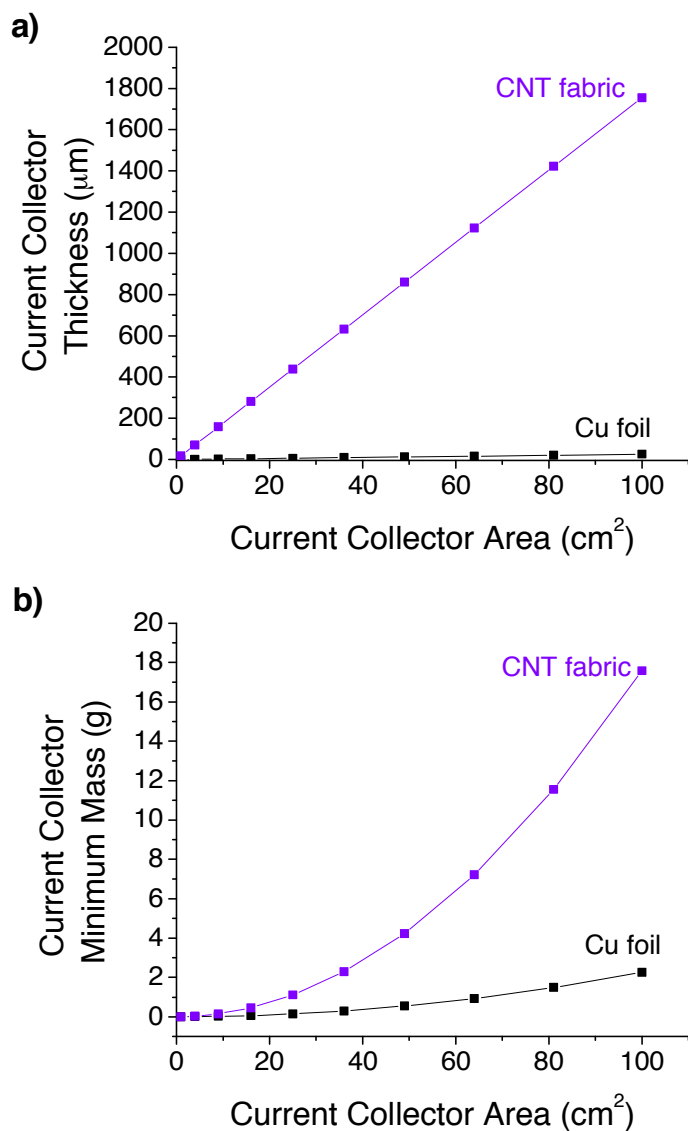 a)
2000
1800
1600
1400
1200
1000
800
600
400
200
0
Current Collector
Thickness (μm)
CNT fabric
Cu foil
0 20 40 60 80 100
Current Collector Area (cm²)
b)
20
18
16
14
12
10
8
6
4
2
0
Current Collector
Minimum Mass (g)
CNT fabric
Cu foil
0 20 40 60 80 100
Current Collector Area (cm²)